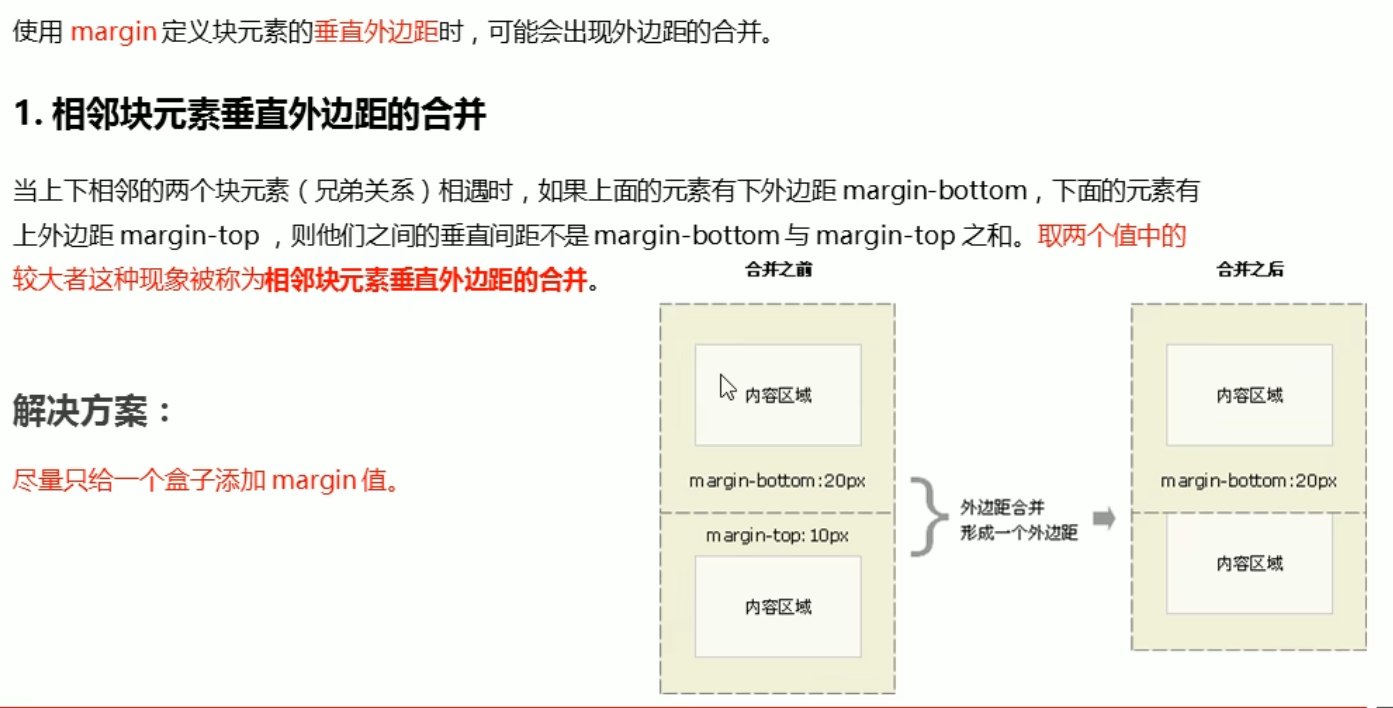 使用 margin 定义块元素的垂直外边距时，可能会出现外边距的合并。
1. 相邻块元素垂直外边距的合并
当上下相邻的两个块元素（兄弟关系）相遇时，如果上面的元素有下外边距 margin-bottom，下面的元素有
上外边距 margin-top ，则他们之间的垂直间距不是 margin-bottom 与 margin-top 之和。取两个值中的
较大者这种现象被称为相邻块元素垂直外边距的合并。
解决方案：
尽量只给一个盒子添加 margin 值。
合并之前
内容区域
margin-bottom:20px
margin-top: 10px
内容区域
外边距合并
形成一个外边距
合并之后
内容区域
margin-bottom:20px
内容区域